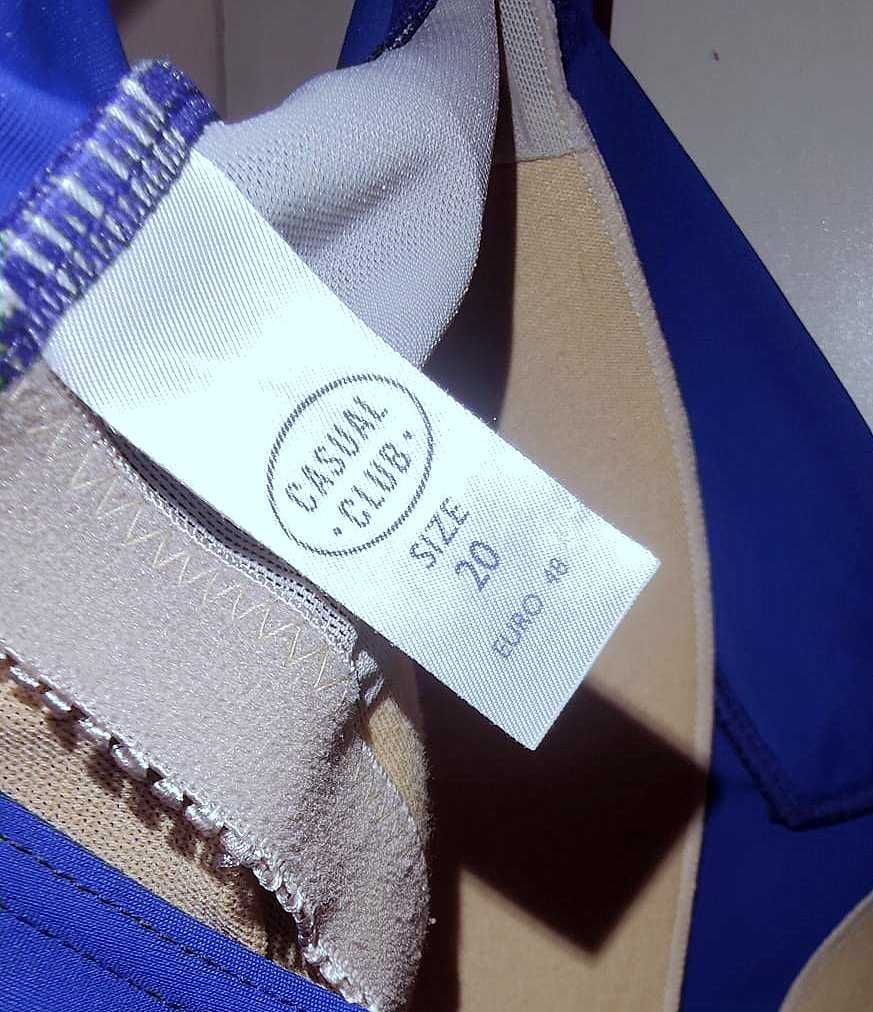 CASUAL
· CLUB ·
SIZE
20
EURO 48